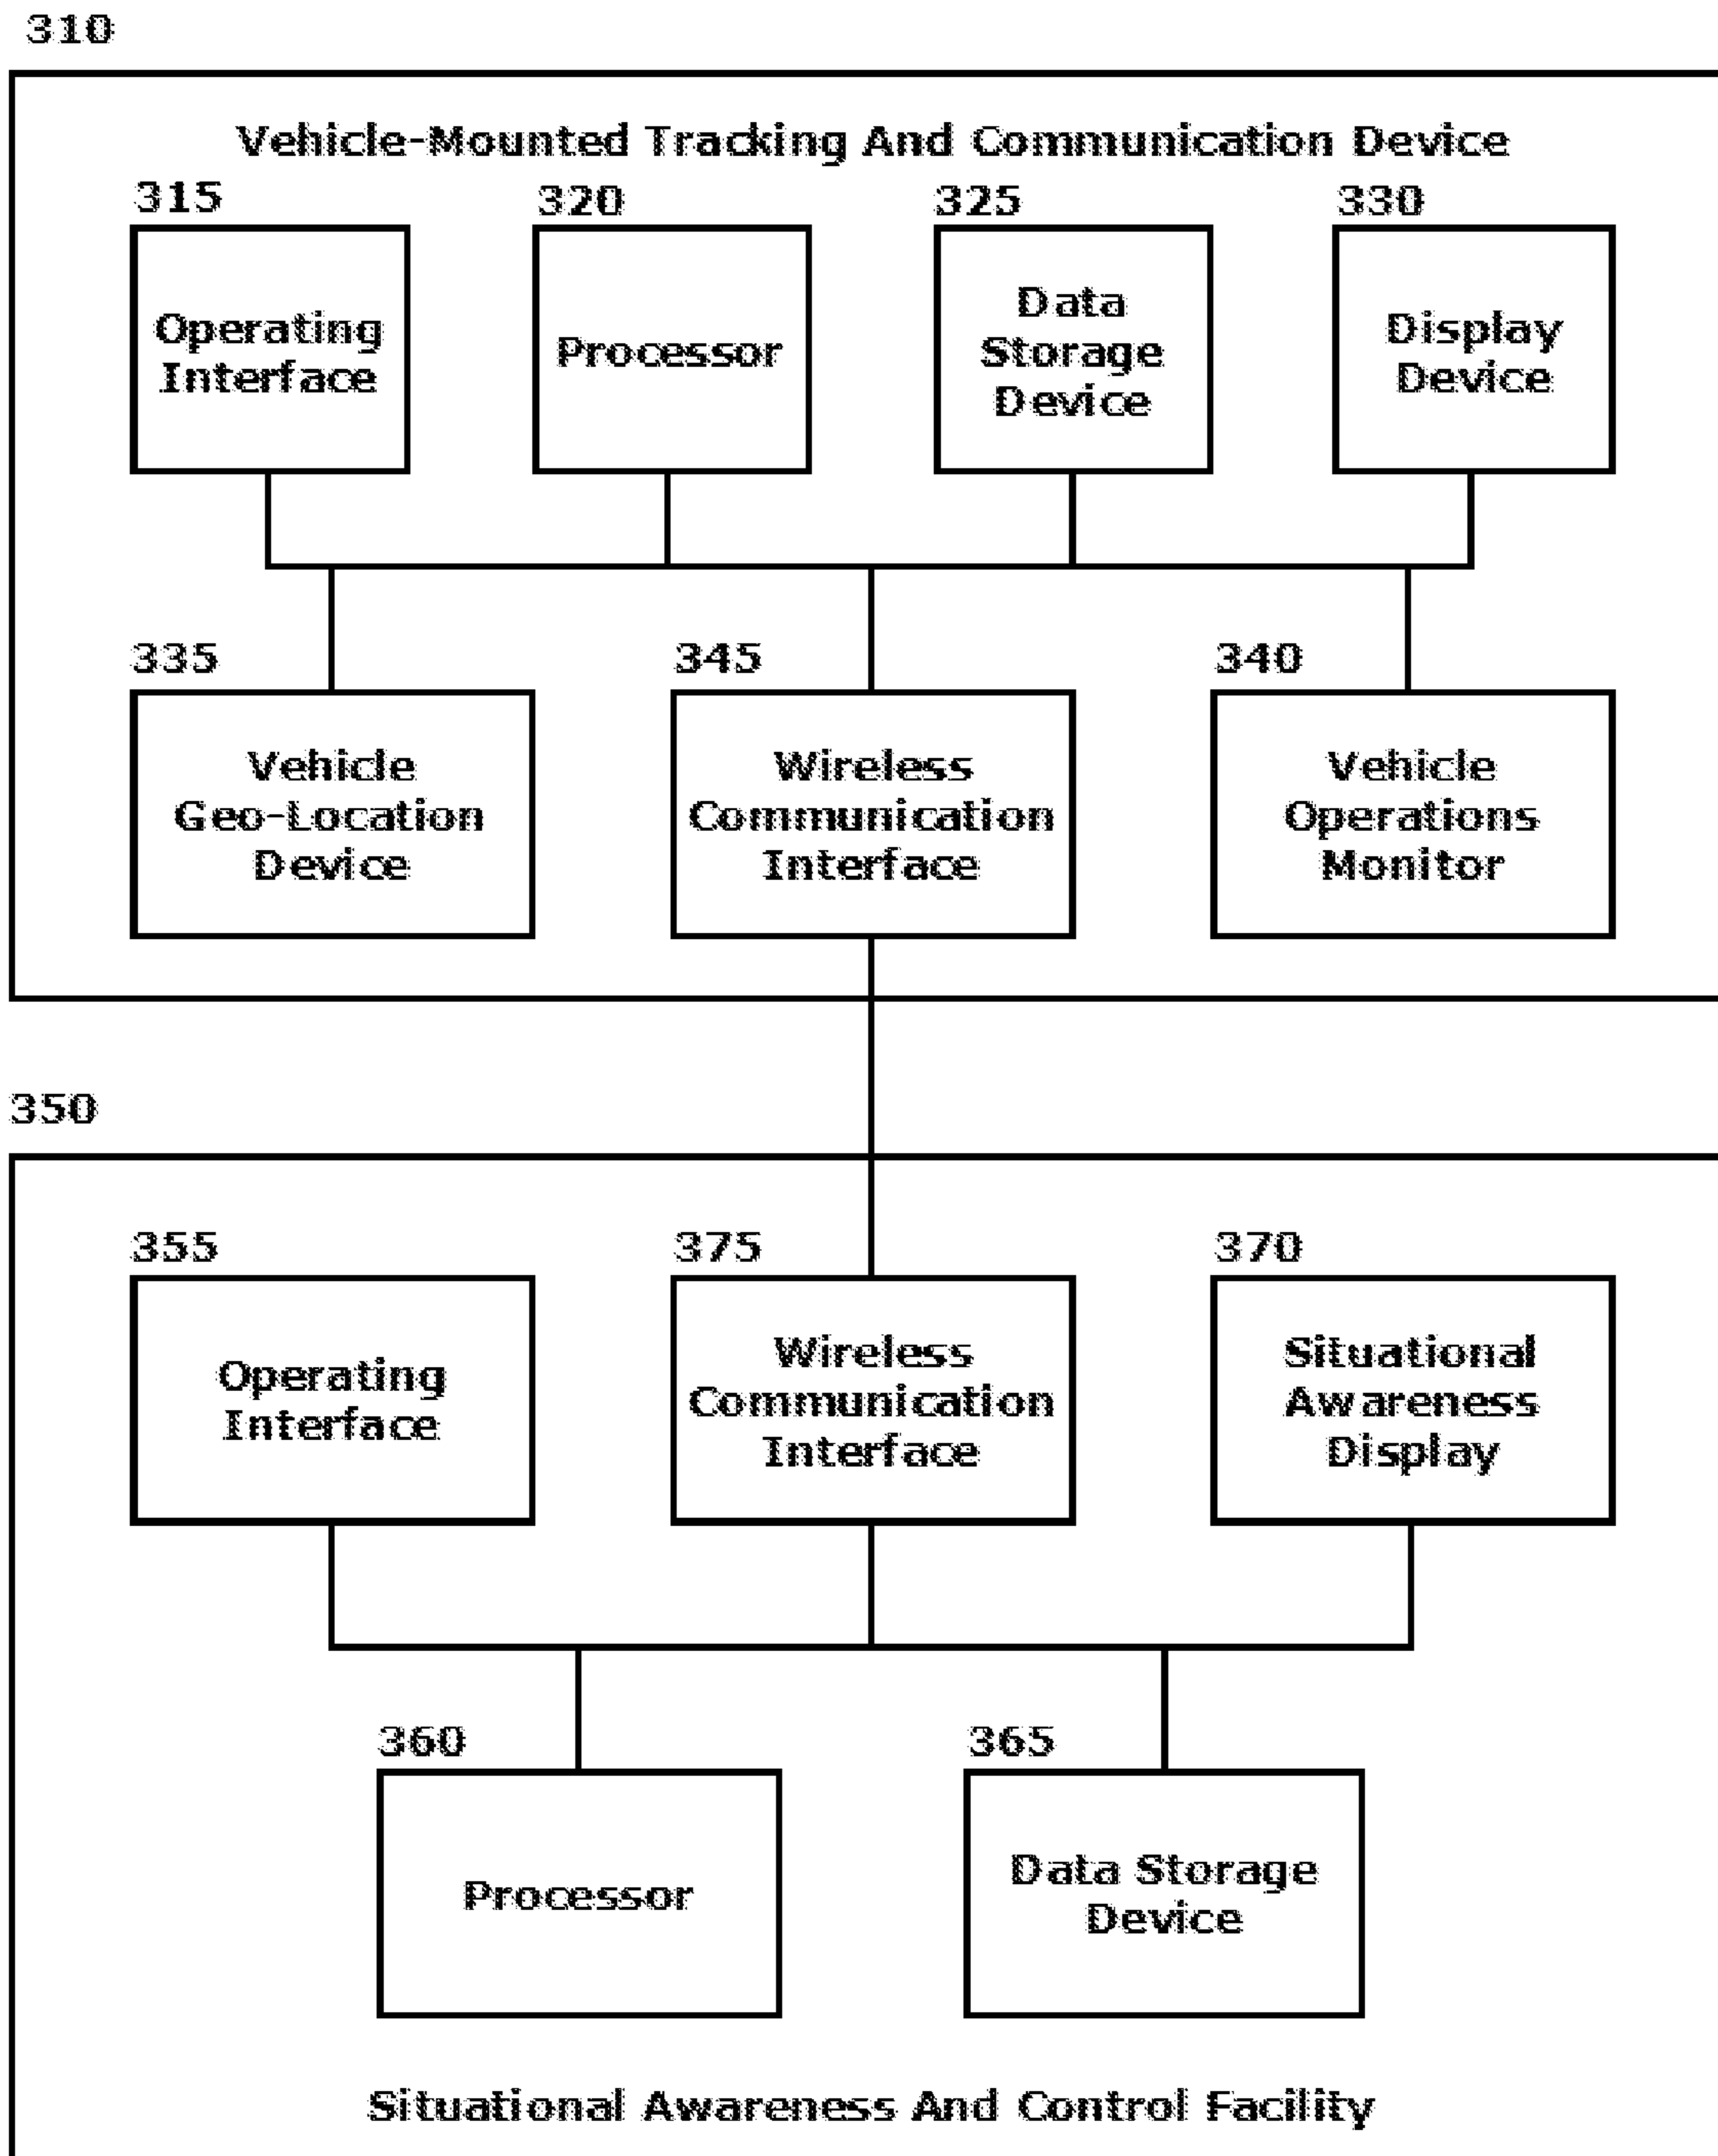 310
Vehicle-Mounted Tracking And Communication Device
315
320
325
330
Operating
Interface
Processor
Data
Storage
Device
Display
Device
335
345
340
Vehicle
Geo-Location
Device
Wireless
Communication
Interface
Vehicle
Operations
Monitor
350
355
375
370
Operating
Interface
Wireless
Communication
Interface
Situational
Awareness
Display
360
365
Processor
Data Storage
Device
Situational Awareness And Control Facility